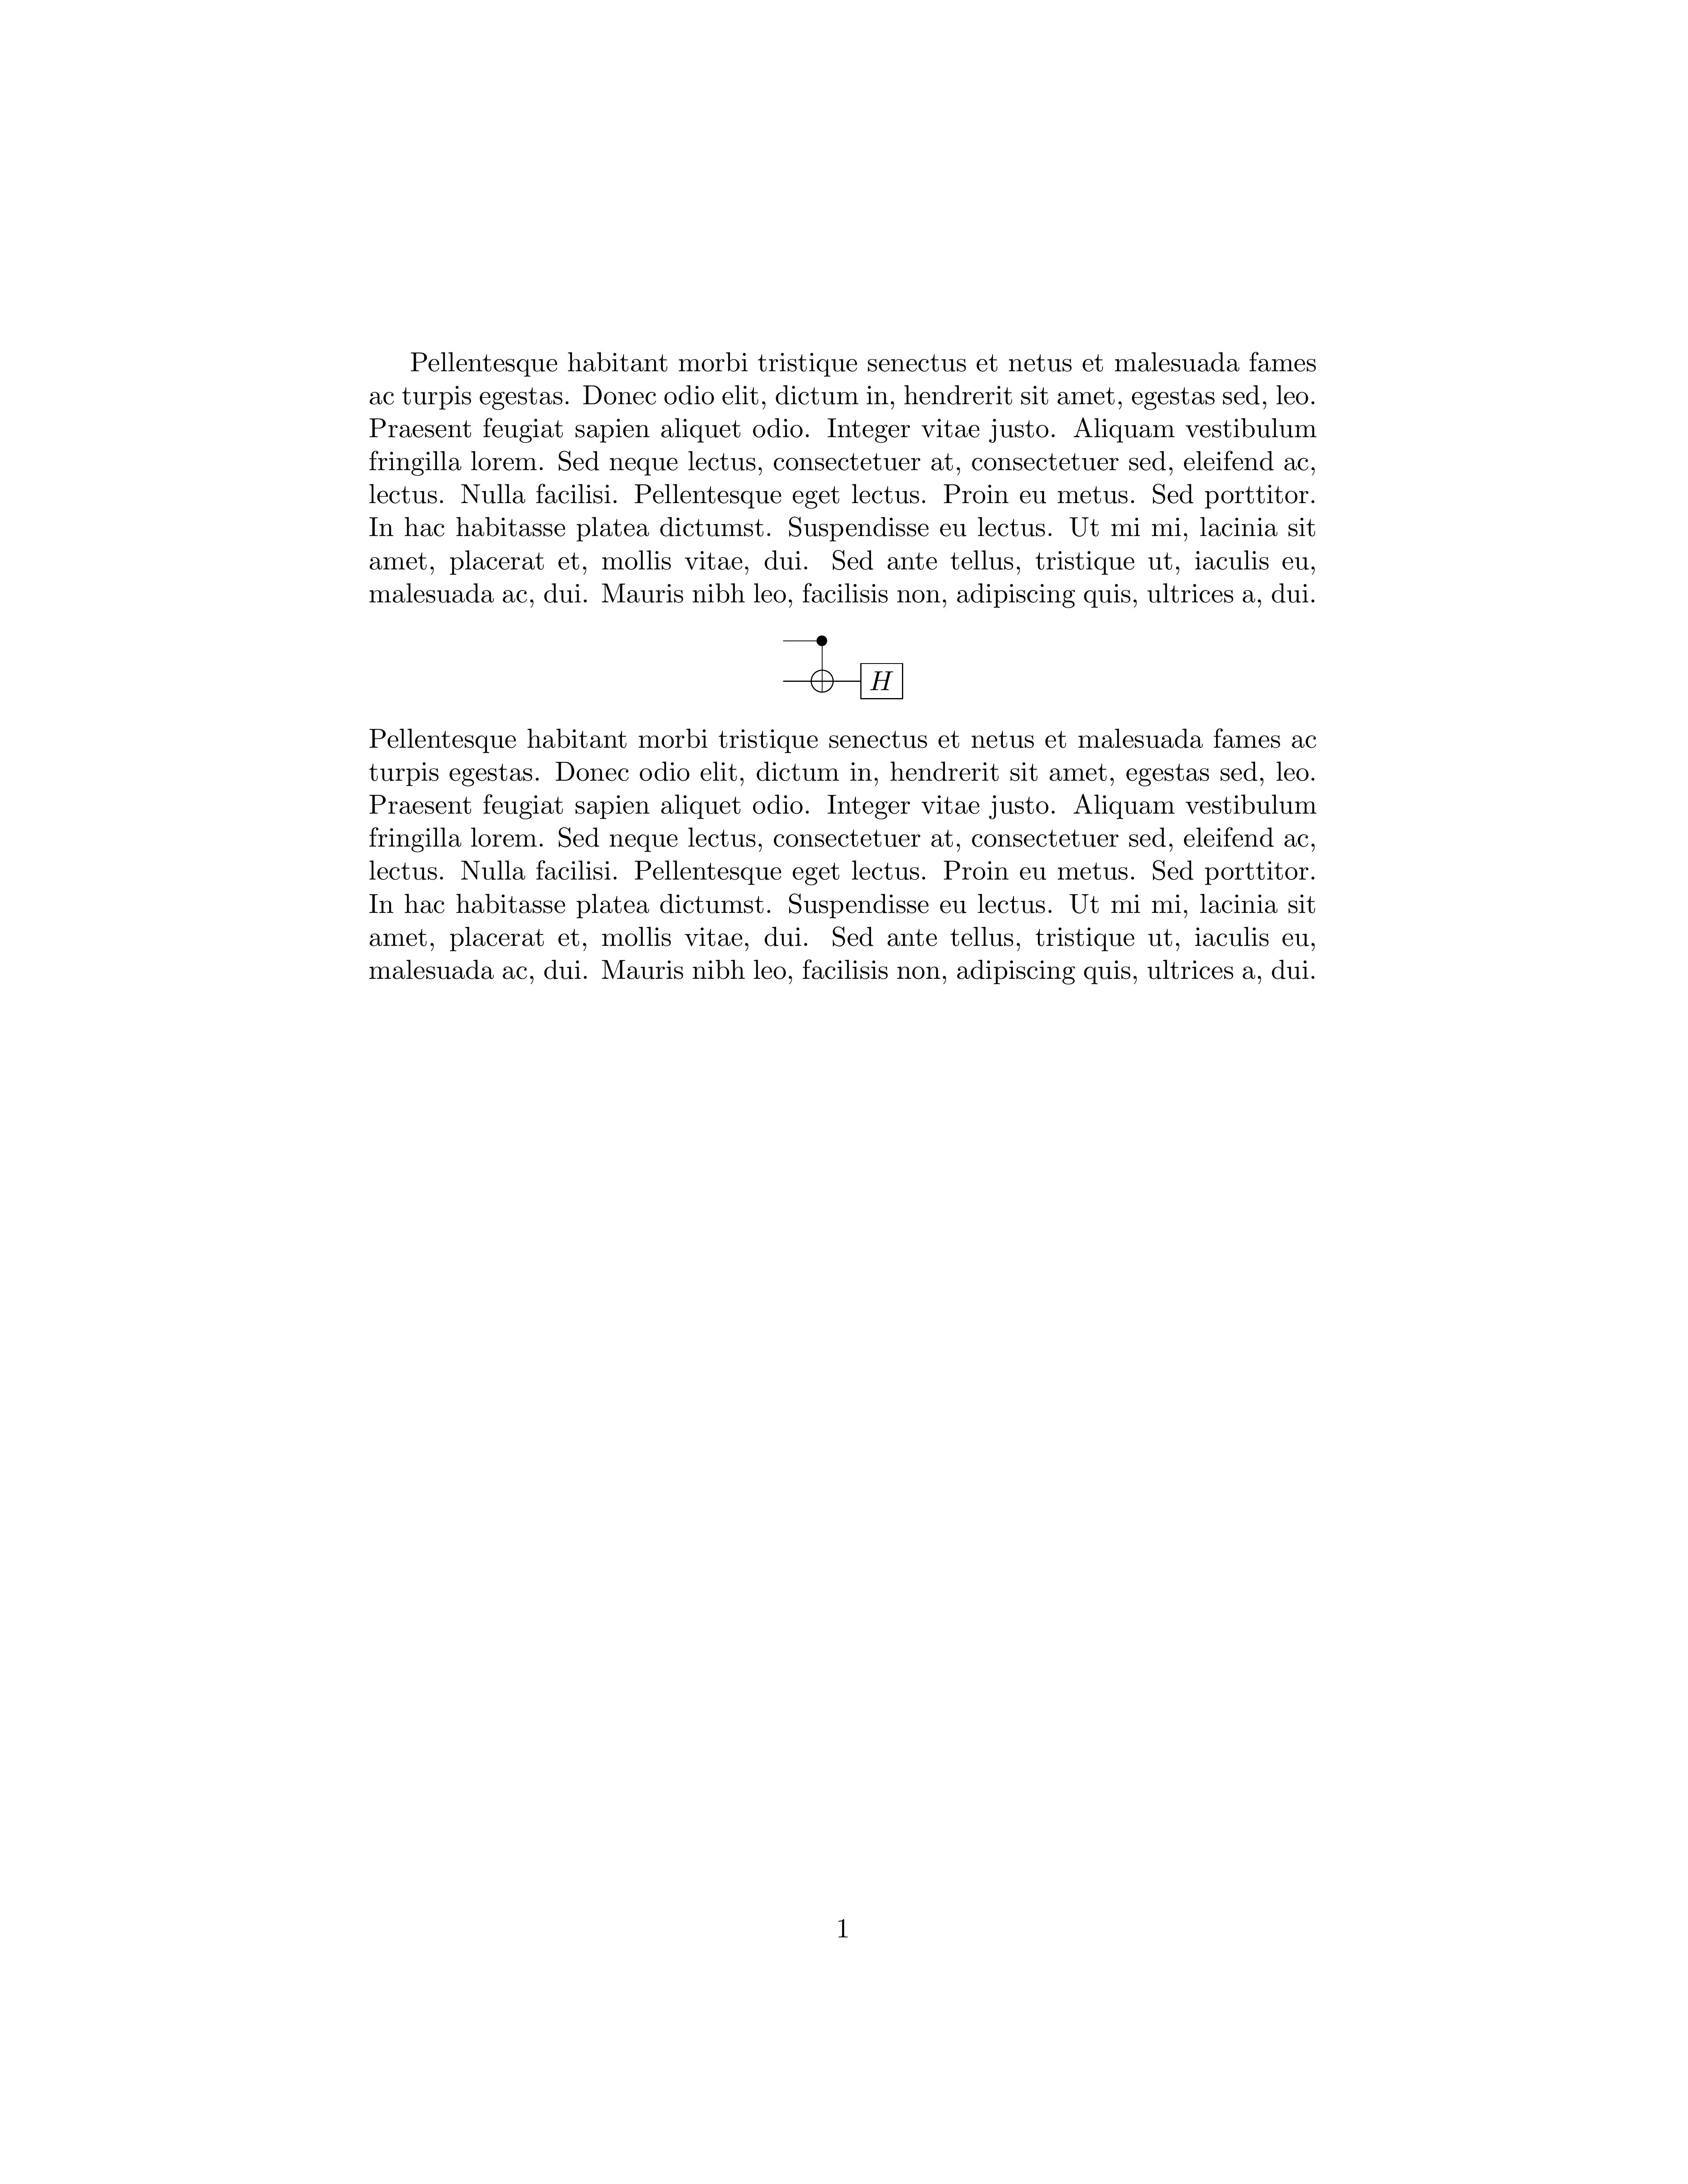 Pellentesque habitant morbi tristique senectus et netus et malesuada fames
ac turpis egestas. Donec odio elit, dictum in, hendrerit sit amet, egestas sed, leo.
Praesent feugiat sapien aliquet odio. Integer vitae justo. Aliquam vestibulum
fringilla lorem. Sed neque lectus, consectetuer at, consectetuer sed, eleifend ac,
lectus. Nulla facilisi. Pellentesque eget lectus. Proin eu metus. Sed porttitor.
In hac habitasse platea dictumst. Suspendisse eu lectus. Ut mi mi, lacinia sit
amet, placerat et, mollis vitae, dui. Sed ante tellus, tristique ut, iaculis eu,
malesuada ac, dui. Mauris nibh leo, facilisis non, adipiscing quis, ultrices a, dui.
H
Pellentesque habitant morbi tristique senectus et netus et malesuada fames ac
turpis egestas. Donec odio elit, dictum in, hendrerit sit amet, egestas sed, leo.
Praesent feugiat sapien aliquet odio. Integer vitae justo. Aliquam vestibulum
fringilla lorem. Sed neque lectus, consectetuer at, consectetuer sed, eleifend ac,
lectus. Nulla facilisi. Pellentesque eget lectus. Proin eu metus. Sed porttitor.
In hac habitasse platea dictumst. Suspendisse eu lectus. Ut mi mi, lacinia sit
amet, placerat et, mollis vitae, dui. Sed ante tellus, tristique ut, iaculis eu,
malesuada ac, dui. Mauris nibh leo, facilisis non, adipiscing quis, ultrices a, dui.
1